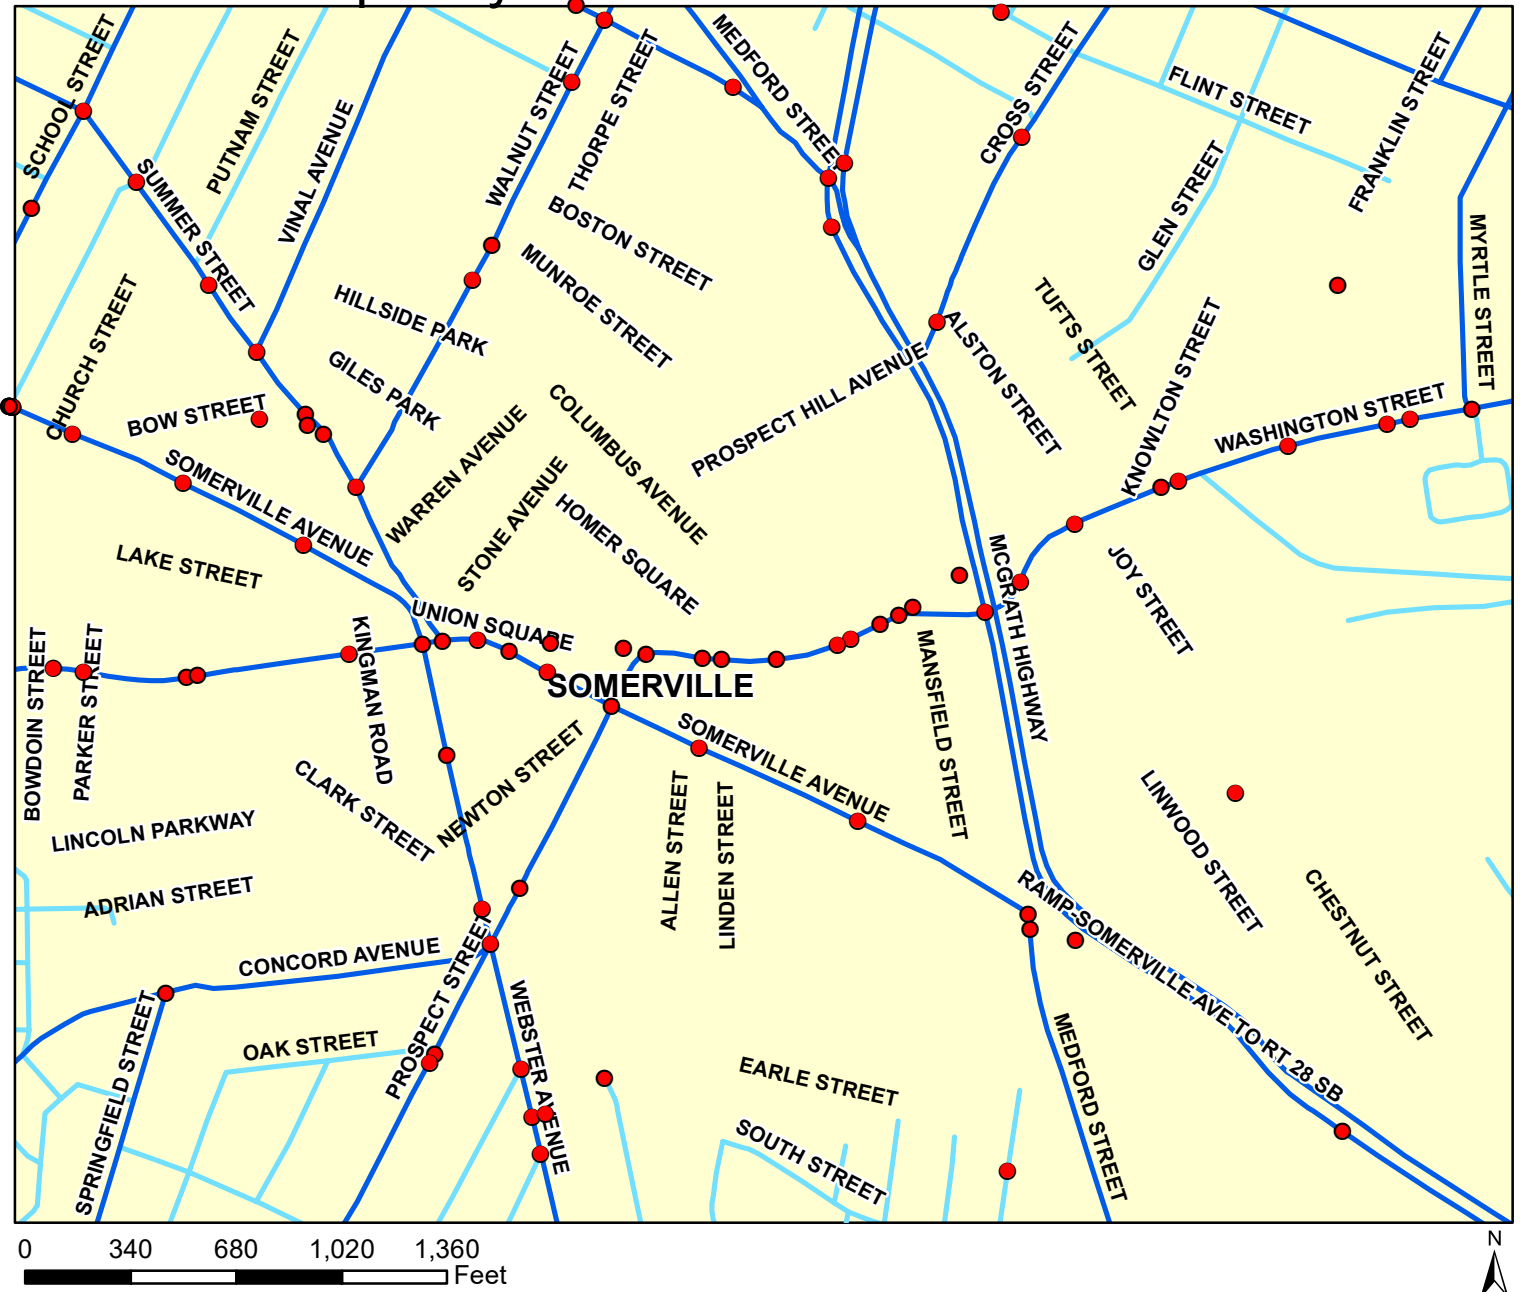 SCHOOL STREET
PUTNAM STREET
VINAL AVENUE
WALNUT STREET
THORPE STREET
MEDFORD STREET
CROSS STREET
FLINT STREET
FRANKLIN STREET
SUMMER STREET
BOSTON STREET
MUNROE STREET
GLEN STREET
MYRTLE STREET
CHURCH STREET
HILLSIDE PARK
GILES PARK
TUFTS STREET
KNOWLTON STREET
ALSTON STREET
PROSPECT HILL AVENUE
BOW STREET
WARREN AVENUE
COLUMBUS AVENUE
WASHINGTON STREET
SOMERVILLE AVENUE
STONE AVENUE
HOMER SQUARE
LAKE STREET
UNION SQUARE
MCGRATH HIGHWAY
JOY STREET
BOWDOIN STREET
PARKER STREET
KINGMAN ROAD
SOMERVILLE
MANSFIELD STREET
NEWTON STREET
SOMERVILLE AVENUE
CLARK STREET
LINCOLN PARKWAY
ALLEN STREET
LINDEN STREET
LINWOOD STREET
ADRIAN STREET
RAMP-SOMERVILLE AVE TO RT 28 SB
CHESTNUT STREET
CONCORD AVENUE
PROSPECT STREET
WEBSTER AVENUE
SPRINGFIELD STREET
OAK STREET
EARLE STREET
MEDFORD STREET
SOUTH STREET
0 340 680 1,020 1,360
Feet
N